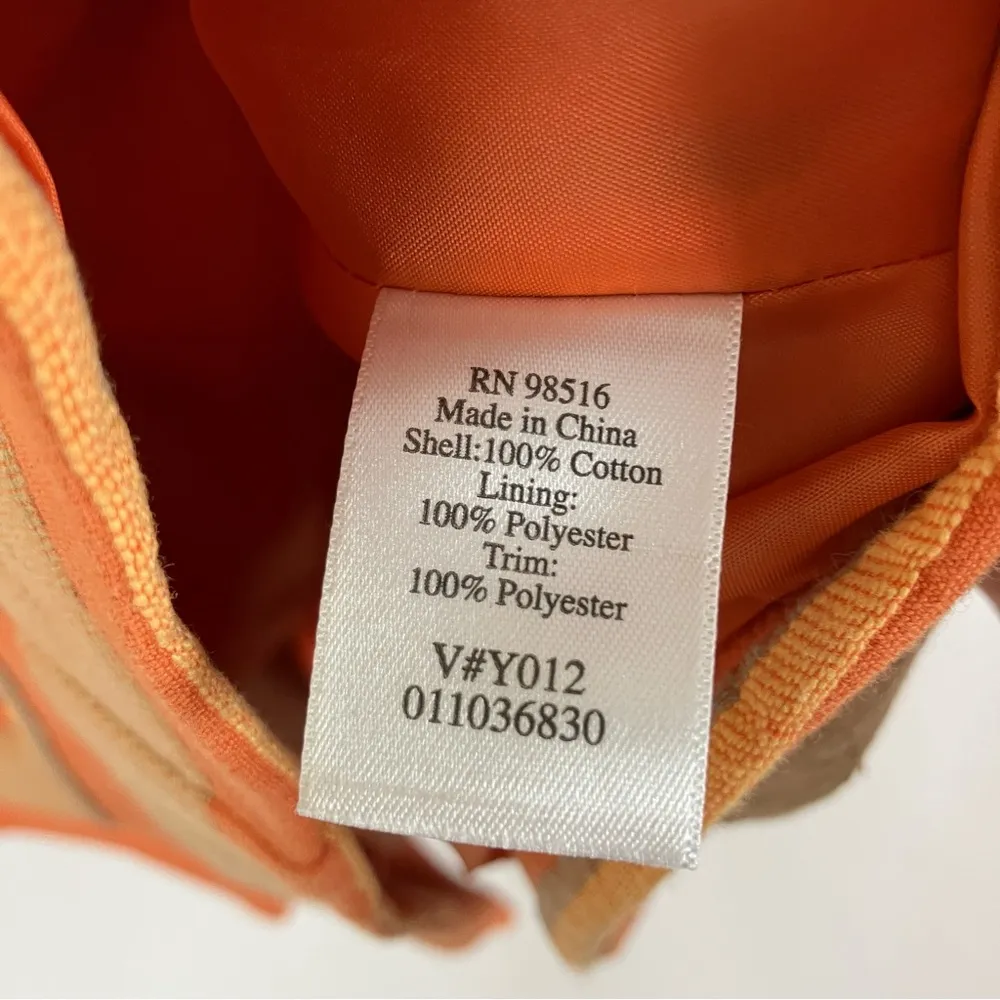 RN 98516
Made in China
Shell:100% Cotton
Lining:
100% Polyester
Trim:
100% Polyester
V#Y012
011036830